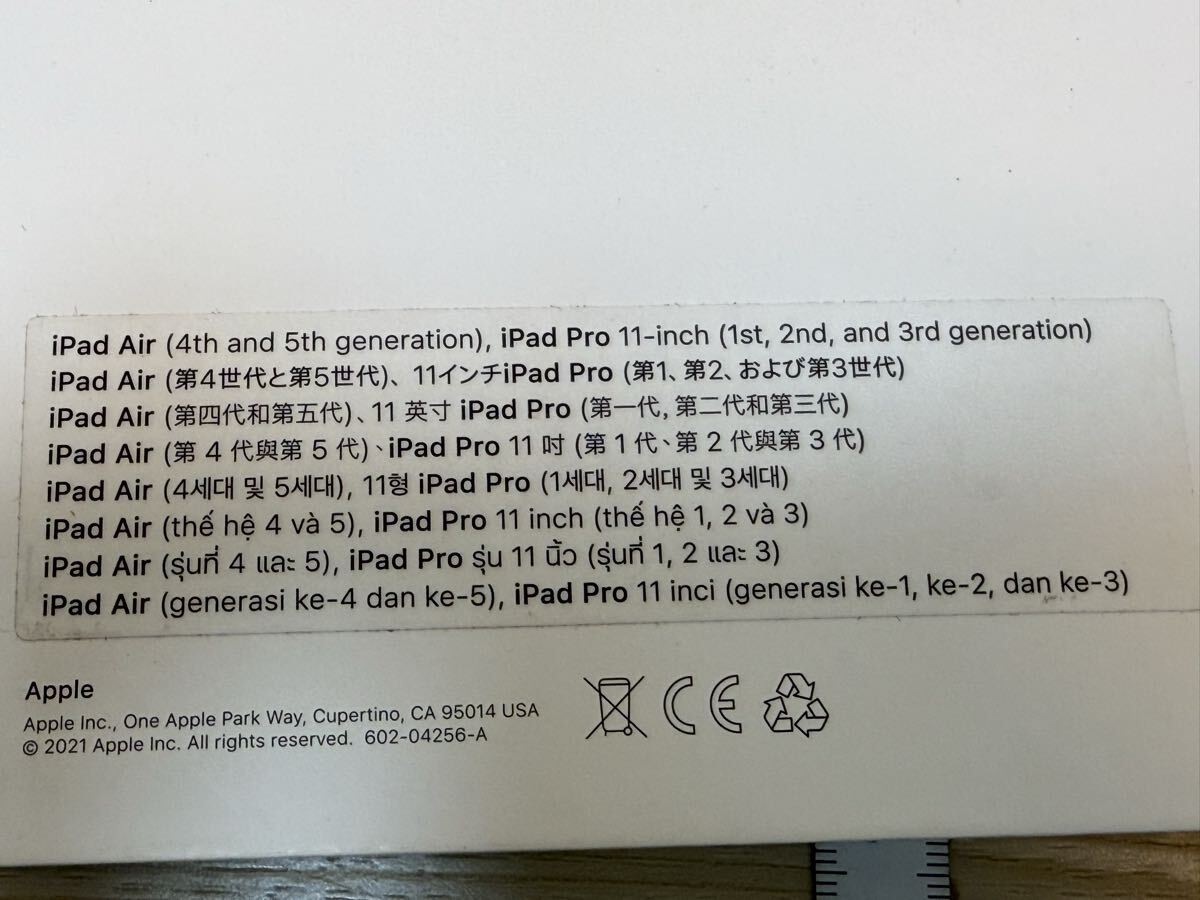 iPad Air (4th and 5th generation), iPad Pro 11-inch (1st, 2nd, and 3rd generation)
iPad Air (第4世代と第5世代)、11インチiPad Pro (第1、第2、および第3世代)
iPad Air (第四代和第五代)、11 英寸 iPad Pro (第一代, 第二代和第三代)
iPad Air (第 4 代與第 5 代)、iPad Pro 11 吋 (第 1 代、第 2 代與第 3 代)
iPad Air (4세대 및 5세대), 11형 iPad Pro (1세대, 2세대 및 3세대)
iPad Air (thế hệ 4 và 5), iPad Pro 11 inch (thế hệ 1, 2 và 3)
iPad Air (รุ่นที่ 4 และ 5), iPad Pro รุ่น 11 นิ้ว (รุ่นที่ 1, 2 และ 3)
iPad Air (generasi ke-4 dan ke-5), iPad Pro 11 inci (generasi ke-1, ke-2, dan ke-3)
Apple
Apple Inc., One Apple Park Way, Cupertino, CA 95014 USA
© 2021 Apple Inc. All rights reserved. 602-04256-A
CE